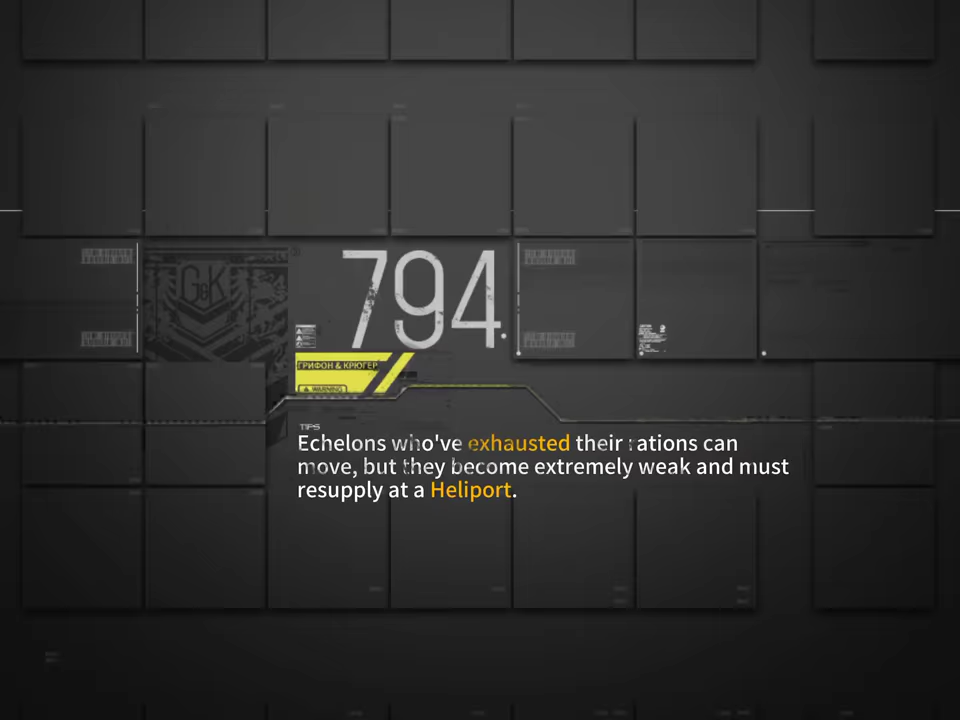 G&K
794.
ГРИФОН & КРЮГЕР
WARNING
TIPS
Echelons who've exhausted their rations can
move, but they become extremely weak and must
resupply at a Heliport.